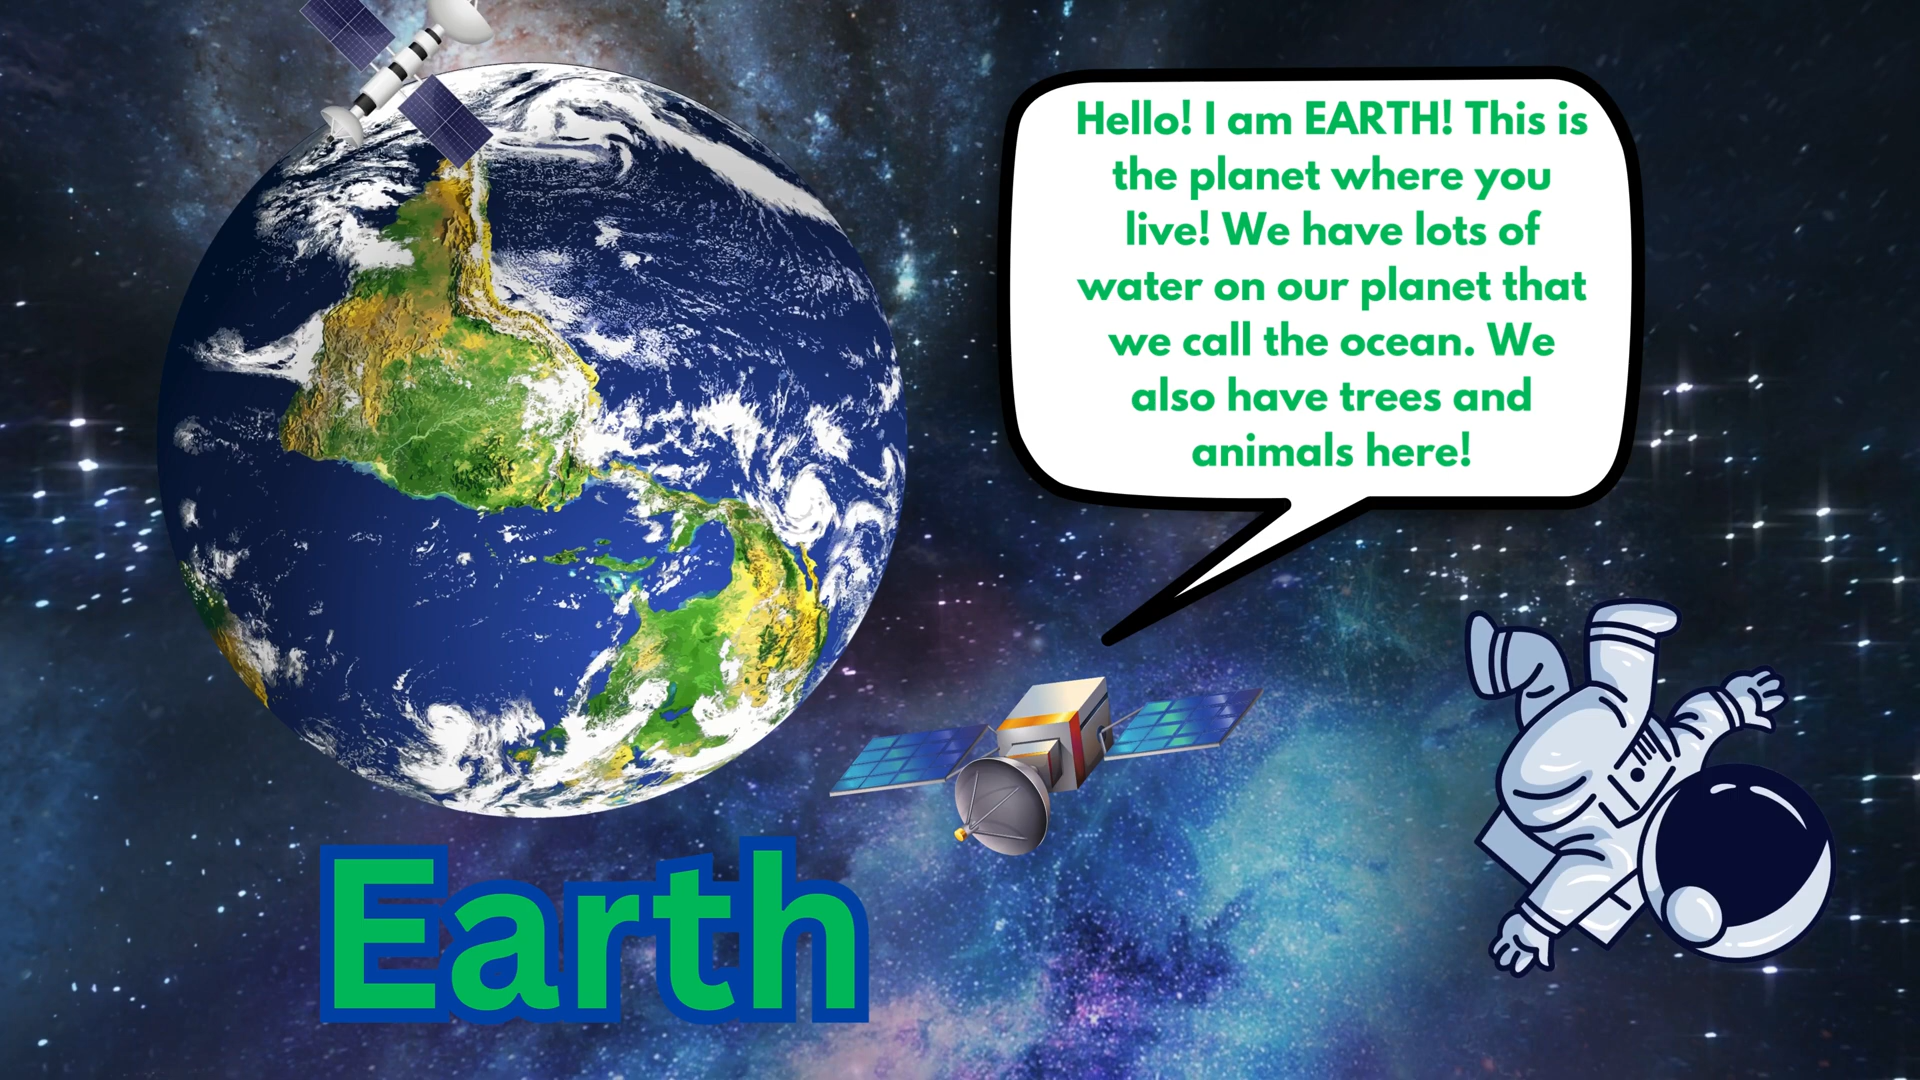 Hello! I am EARTH! This is
the planet where you
live! We have lots of
water on our planet that
we call the ocean. We
also have trees and
animals here!
Earth